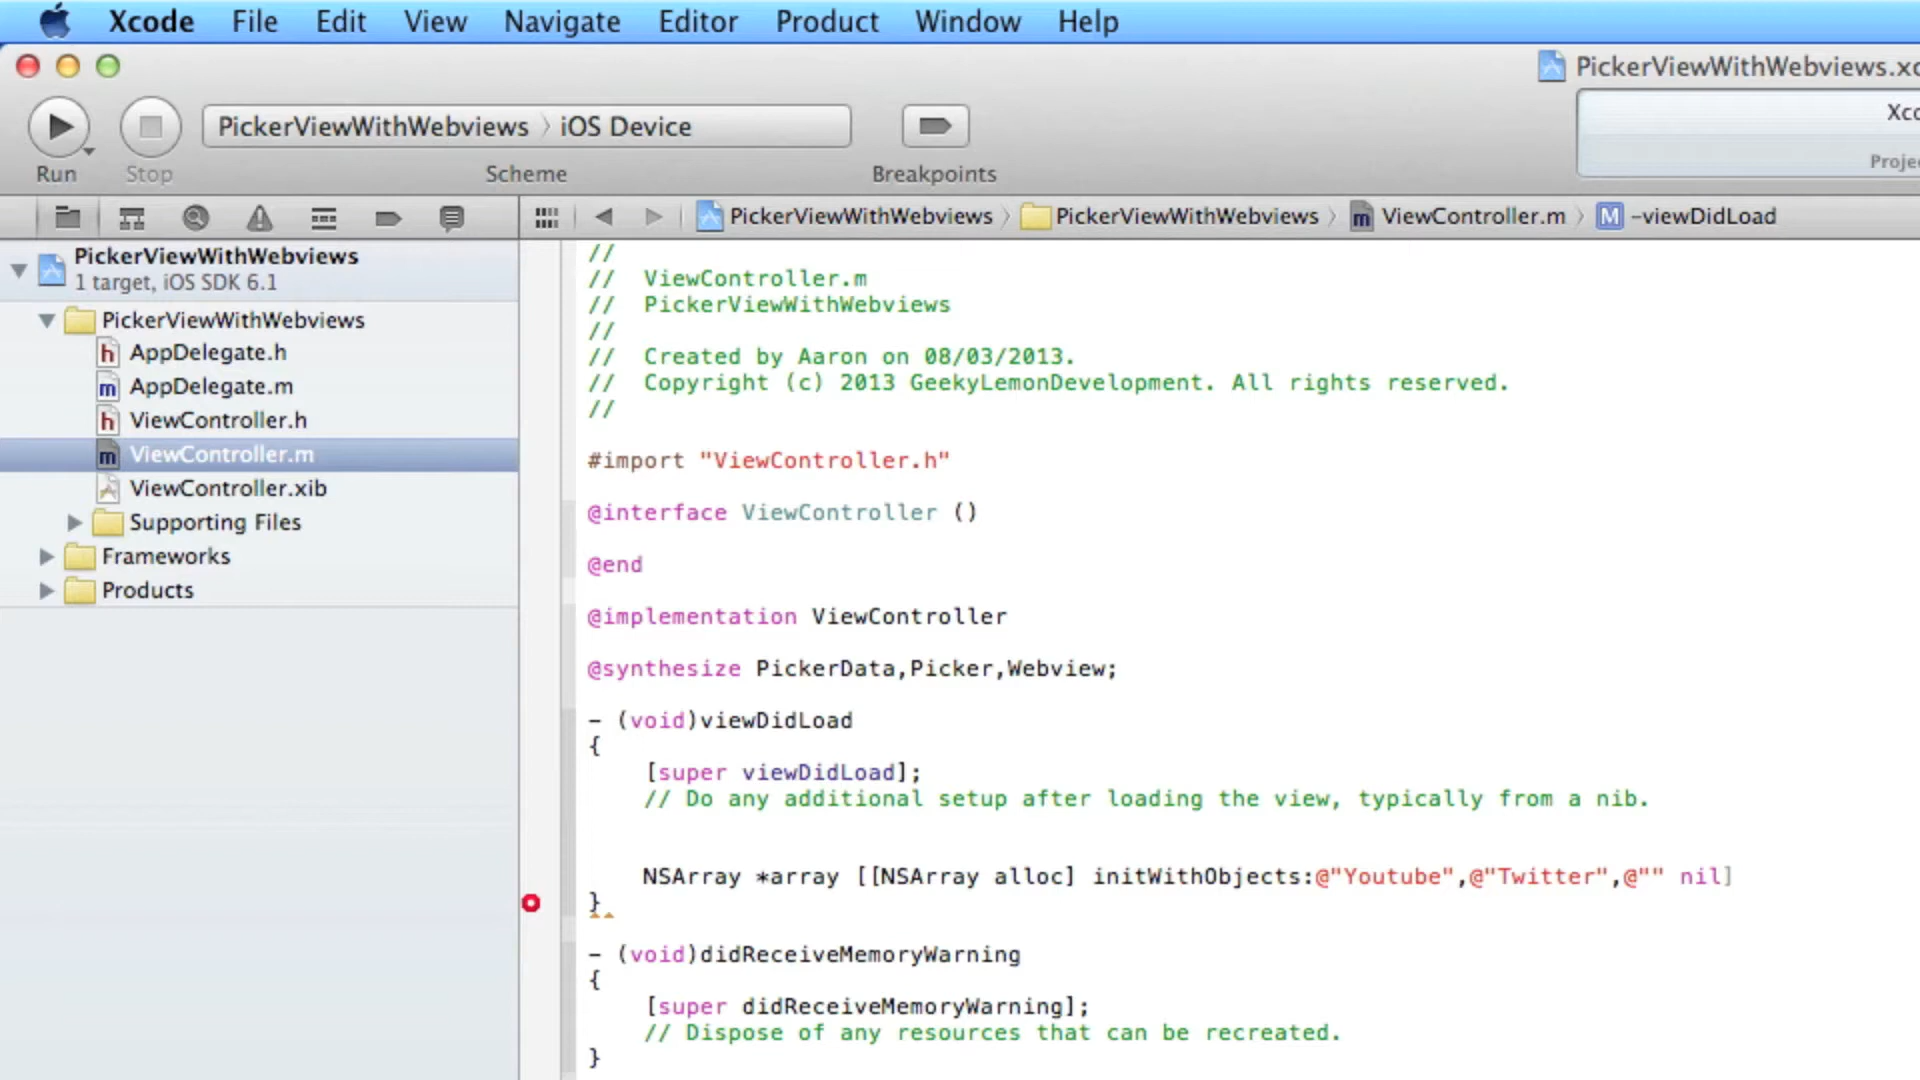 Xcode File Edit View Navigate Editor Product Window Help
PickerViewWithWebviews.xc
PickerViewWithWebviews 〉 iOS Device
Xco
Run Stop Scheme Breakpoints
Projec
PickerViewWithWebviews 〉 PickerViewWithWebviews 〉 m ViewController.m 〉 M -viewDidLoad
PickerViewWithWebviews
1 target, iOS SDK 6.1
PickerViewWithWebviews
h AppDelegate.h
m AppDelegate.m
h ViewController.h
m ViewController.m
ViewController.xib
Supporting Files
Frameworks
Products
//
//  ViewController.m
//  PickerViewWithWebviews
//
//  Created by Aaron on 08/03/2013.
//  Copyright (c) 2013 GeekyLemonDevelopment. All rights reserved.
//
#import "ViewController.h"
@interface ViewController ()
@end
@implementation ViewController
@synthesize PickerData,Picker,Webview;
- (void)viewDidLoad
{
[super viewDidLoad];
// Do any additional setup after loading the view, typically from a nib.
NSArray *array [[NSArray alloc] initWithObjects:@"Youtube",@"Twitter",@"" nil]
}
- (void)didReceiveMemoryWarning
{
[super didReceiveMemoryWarning];
// Dispose of any resources that can be recreated.
}